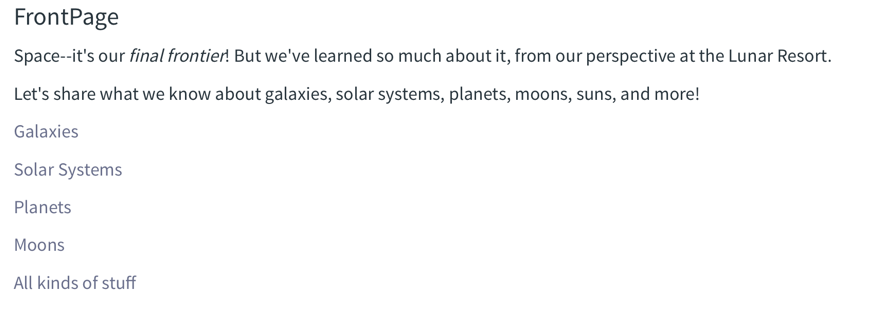 FrontPage
Space--it's our final frontier! But we've learned so much about it, from our perspective at the Lunar Resort.
Let's share what we know about galaxies, solar systems, planets, moons, suns, and more!
Galaxies
Solar Systems
Planets
Moons
All kinds of stuff